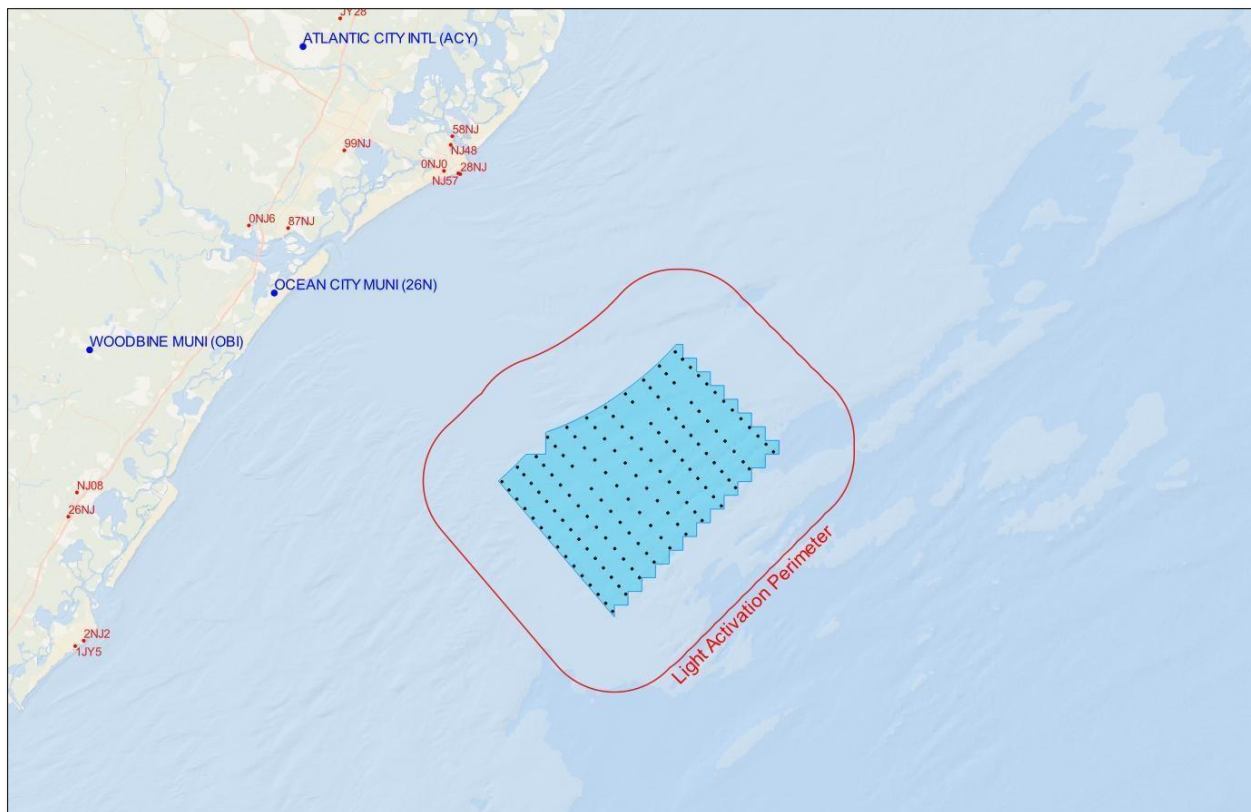 JY28
ATLANTIC CITY INTL (ACY)
58NJ
99NJ
NJ48
0NJ0
28NJ
NJ57
0NJ6
87NJ
OCEAN CITY MUNI (26N)
WOODBINE MUNI (OBI)
NJ08
26NJ
Light Activation Perimeter
2NJ2
1JY5